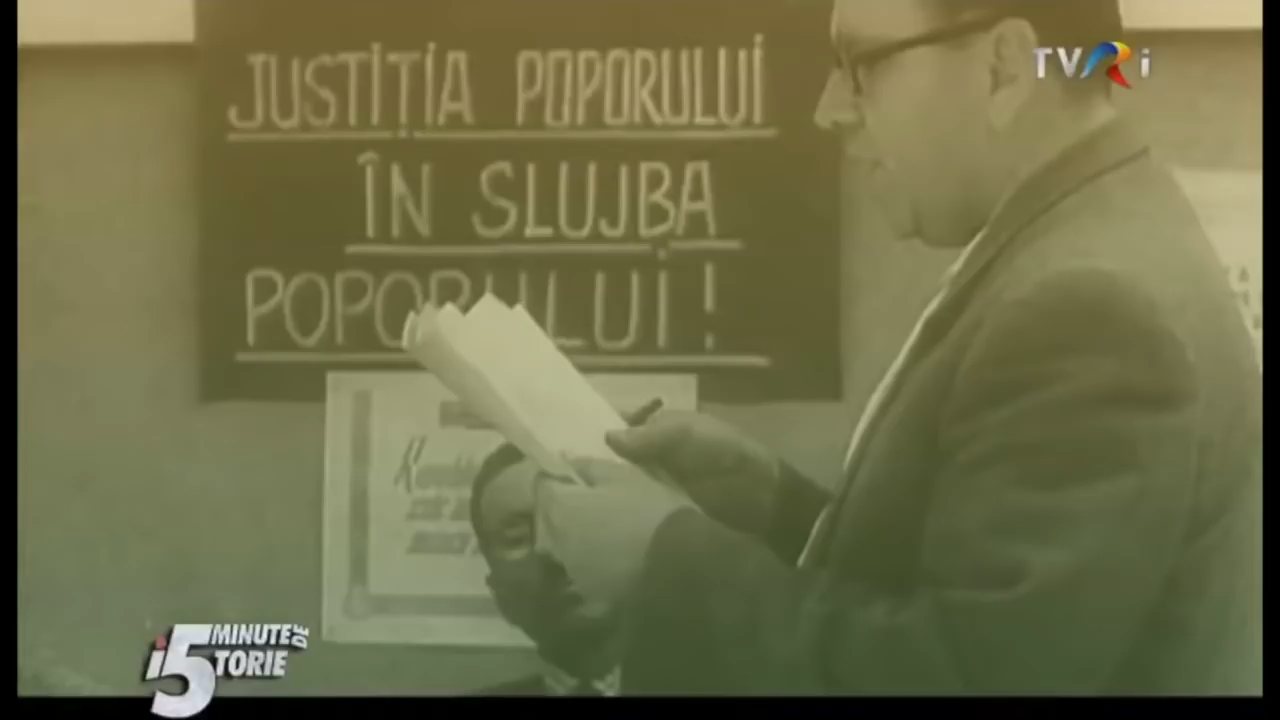 JUSTIȚIA POPORULUI
ÎN SLUJBA
POPORULUI!
TVRi
5 MINUTE DE
iSTORIE